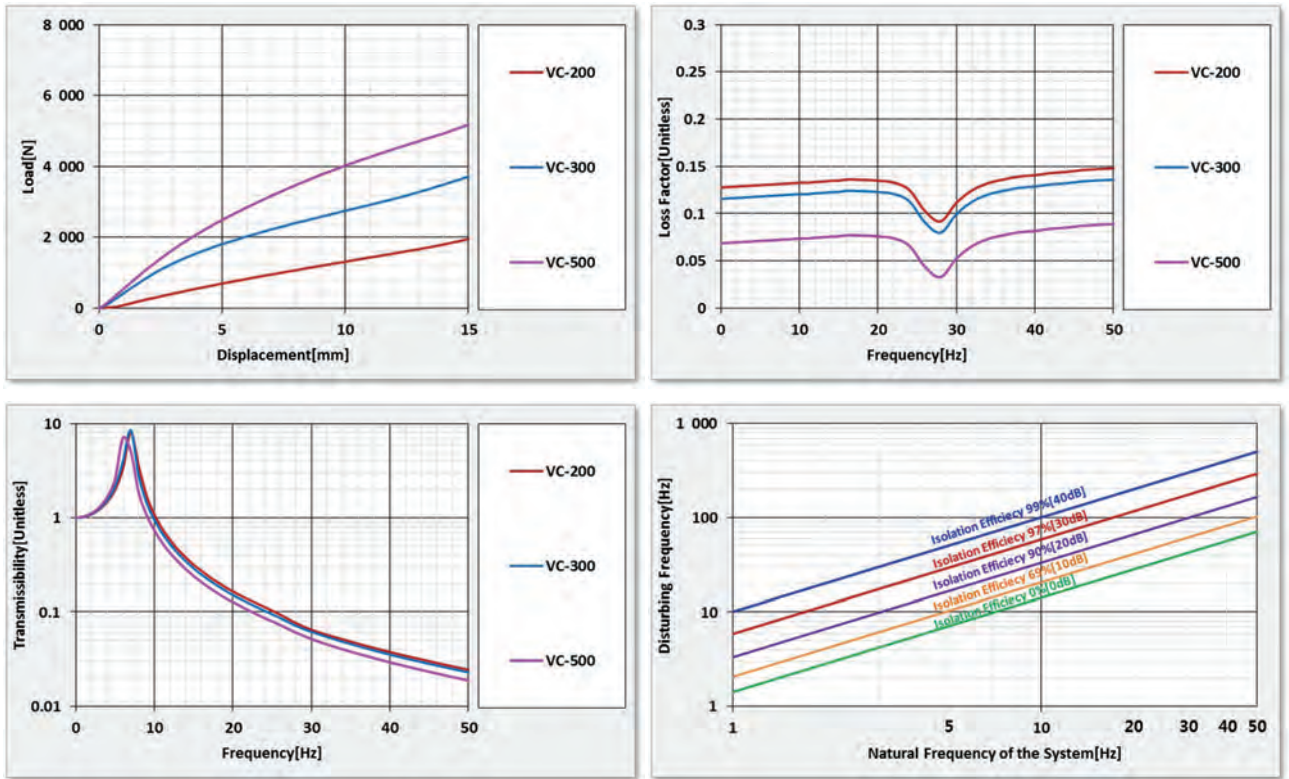 8 000
6 000
4 000
2 000
0
0
5
10
15
Load[N]
Displacement[mm]
VC-200
VC-300
VC-500
0.3
0.25
0.2
0.15
0.1
0.05
0
0
10
20
30
40
50
Loss Factor[Unitless]
Frequency[Hz]
VC-200
VC-300
VC-500
10
1
0.1
0.01
0
10
20
30
40
50
Transmissibility[Unitless]
Frequency[Hz]
VC-200
VC-300
VC-500
1 000
100
10
1
1
5
10
20
30
40
50
Disturbing Frequency[Hz]
Natural Frequency of the System[Hz]
Isolation Efficiecy 99%[40dB]
Isolation Efficiecy 97%[30dB]
Isolation Efficiecy 90%[20dB]
Isolation Efficiecy 69%[10dB]
Isolation Efficiecy 0%[0dB]